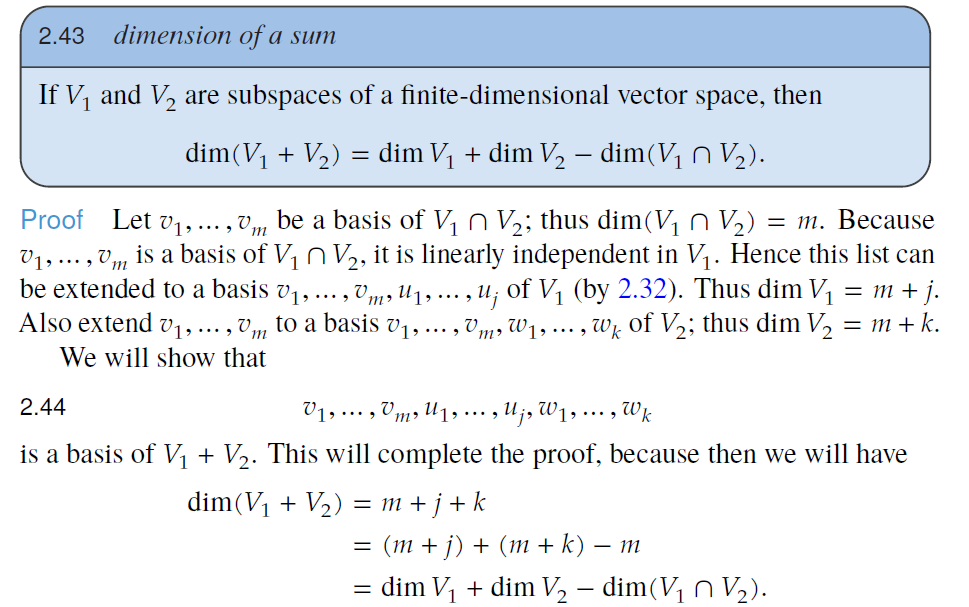 2.43 dimension of a sum
If V₁ and V₂ are subspaces of a finite-dimensional vector space, then
dim(V₁ + V₂) = dim V₁ + dim V₂ − dim(V₁ ∩ V₂).
Proof Let v₁, … , vₘ be a basis of V₁ ∩ V₂; thus dim(V₁ ∩ V₂) = m. Because
v₁, … , vₘ is a basis of V₁ ∩ V₂, it is linearly independent in V₁. Hence this list can
be extended to a basis v₁, … , vₘ, u₁, … , uⱼ of V₁ (by 2.32). Thus dim V₁ = m + j.
Also extend v₁, … , vₘ to a basis v₁, … , vₘ, w₁, … , wₖ of V₂; thus dim V₂ = m + k.
We will show that
2.44 v₁, … , vₘ, u₁, … , uⱼ, w₁, … , wₖ
is a basis of V₁ + V₂. This will complete the proof, because then we will have
dim(V₁ + V₂) = m + j + k
= (m + j) + (m + k) − m
= dim V₁ + dim V₂ − dim(V₁ ∩ V₂).